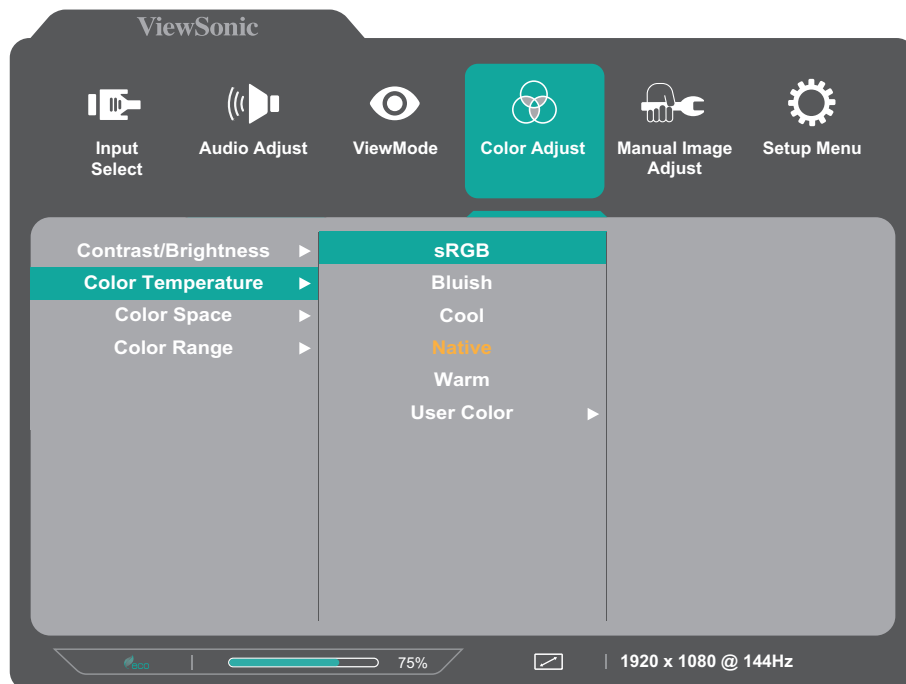 ViewSonic
Input
Select
Audio Adjust
ViewMode
Color Adjust
Manual Image
Adjust
Setup Menu
Contrast/Brightness
Color Temperature
Color Space
Color Range
sRGB
Bluish
Cool
Native
Warm
User Color
ECO
75%
1920 x 1080 @ 144Hz